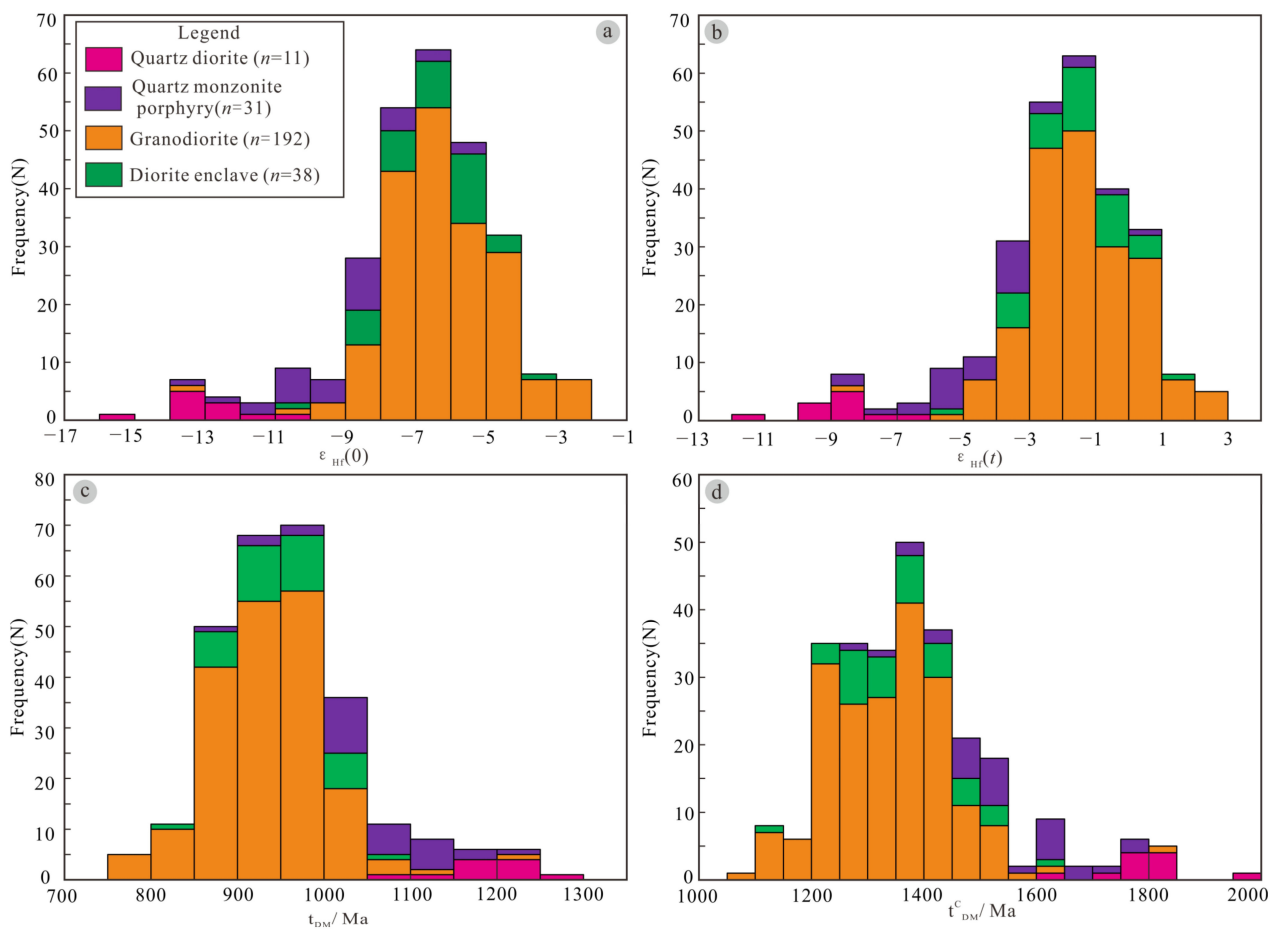 Legend
Quartz diorite (n=11)
Quartz monzonite
porphyry(n=31)
Granodiorite (n=192)
Diorite enclave (n=38)
a
Frequency(N)
70
60
50
40
30
20
10
0
−17 −15 −13 −11 −9 −7 −5 −3 −1
ε Hf(0)
b
Frequency(N)
70
60
50
40
30
20
10
0
−13 −11 −9 −7 −5 −3 −1 1 3
ε Hf(t)
c
Frequency(N)
80
70
60
50
40
30
20
10
0
700 800 900 1000 1100 1200 1300
tDM/ Ma
d
Frequency(N)
60
50
40
30
20
10
0
1000 1200 1400 1600 1800 2000
tCDM/ Ma